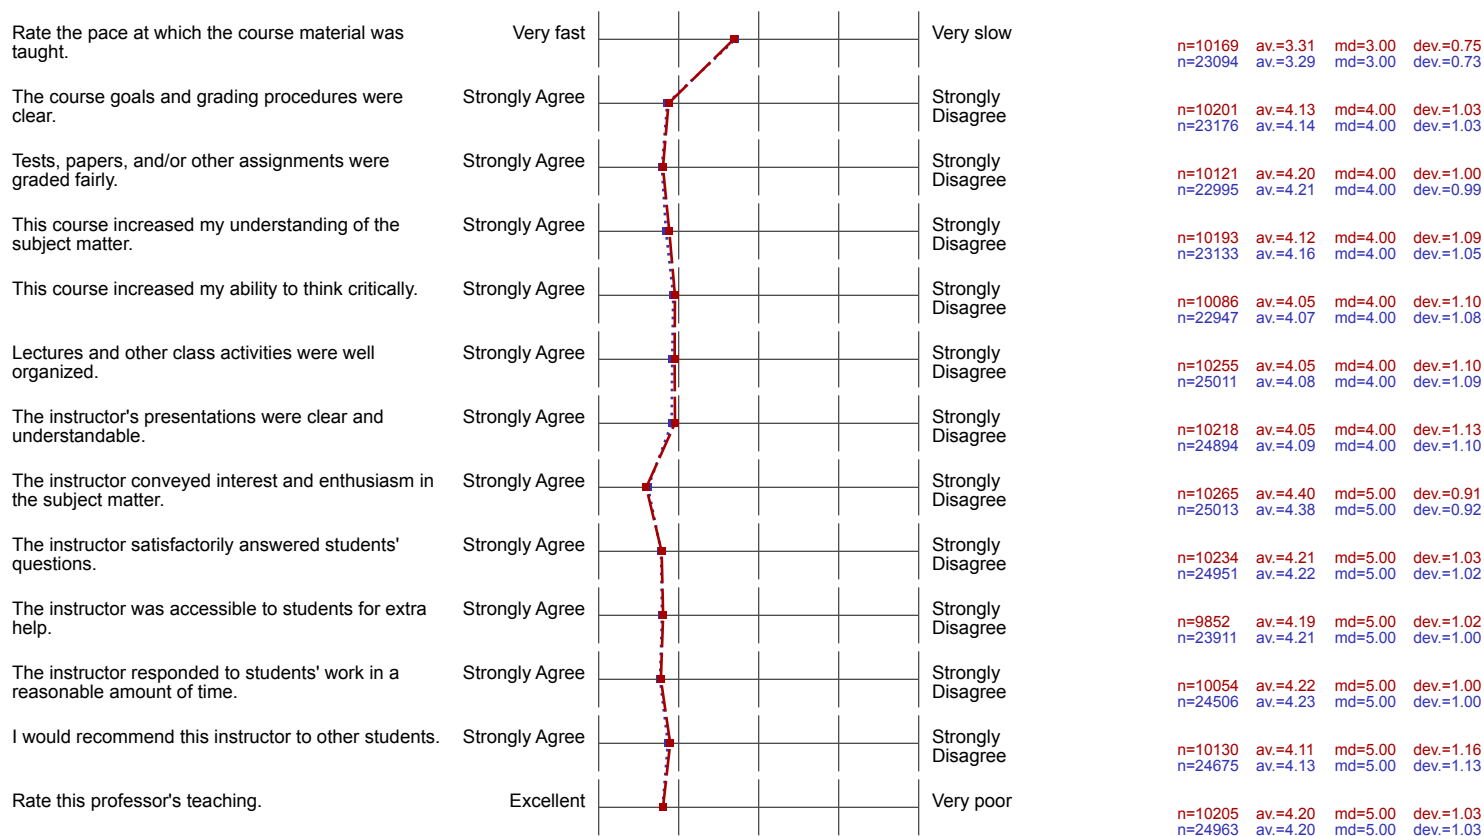 Rate the pace at which the course material was
taught.
Very fast
Very slow
n=10169 av.=3.31 md=3.00 dev.=0.75
n=23094 av.=3.29 md=3.00 dev.=0.73
The course goals and grading procedures were
clear.
Strongly Agree
Strongly
Disagree
n=10201 av.=4.13 md=4.00 dev.=1.03
n=23176 av.=4.14 md=4.00 dev.=1.03
Tests, papers, and/or other assignments were
graded fairly.
Strongly Agree
Strongly
Disagree
n=10121 av.=4.20 md=4.00 dev.=1.00
n=22995 av.=4.21 md=4.00 dev.=0.99
This course increased my understanding of the
subject matter.
Strongly Agree
Strongly
Disagree
n=10193 av.=4.12 md=4.00 dev.=1.09
n=23133 av.=4.16 md=4.00 dev.=1.05
This course increased my ability to think critically.
Strongly Agree
Strongly
Disagree
n=10086 av.=4.05 md=4.00 dev.=1.10
n=22947 av.=4.07 md=4.00 dev.=1.08
Lectures and other class activities were well
organized.
Strongly Agree
Strongly
Disagree
n=10255 av.=4.05 md=4.00 dev.=1.10
n=25011 av.=4.08 md=4.00 dev.=1.09
The instructor's presentations were clear and
understandable.
Strongly Agree
Strongly
Disagree
n=10218 av.=4.05 md=4.00 dev.=1.13
n=24894 av.=4.09 md=4.00 dev.=1.10
The instructor conveyed interest and enthusiasm in
the subject matter.
Strongly Agree
Strongly
Disagree
n=10265 av.=4.40 md=5.00 dev.=0.91
n=25013 av.=4.38 md=5.00 dev.=0.92
The instructor satisfactorily answered students'
questions.
Strongly Agree
Strongly
Disagree
n=10234 av.=4.21 md=5.00 dev.=1.03
n=24951 av.=4.22 md=5.00 dev.=1.02
The instructor was accessible to students for extra
help.
Strongly Agree
Strongly
Disagree
n=9852 av.=4.19 md=5.00 dev.=1.02
n=23911 av.=4.21 md=5.00 dev.=1.00
The instructor responded to students' work in a
reasonable amount of time.
Strongly Agree
Strongly
Disagree
n=10054 av.=4.22 md=5.00 dev.=1.00
n=24506 av.=4.23 md=5.00 dev.=1.00
I would recommend this instructor to other students.
Strongly Agree
Strongly
Disagree
n=10130 av.=4.11 md=5.00 dev.=1.16
n=24675 av.=4.13 md=5.00 dev.=1.13
Rate this professor's teaching.
Excellent
Very poor
n=10205 av.=4.20 md=5.00 dev.=1.03
n=24963 av.=4.20 md=5.00 dev.=1.03